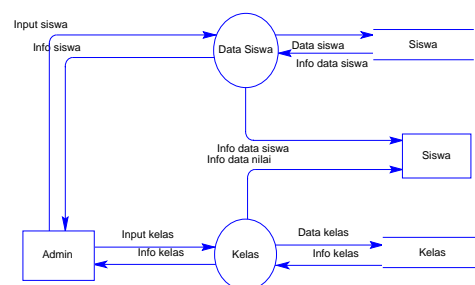 Input siswa
Info siswa
Data Siswa
Data siswa
Info data siswa
Siswa
Info data siswa
Info data nilai
Siswa
Admin
Input kelas
Info kelas
Kelas
Data kelas
Info kelas
Kelas